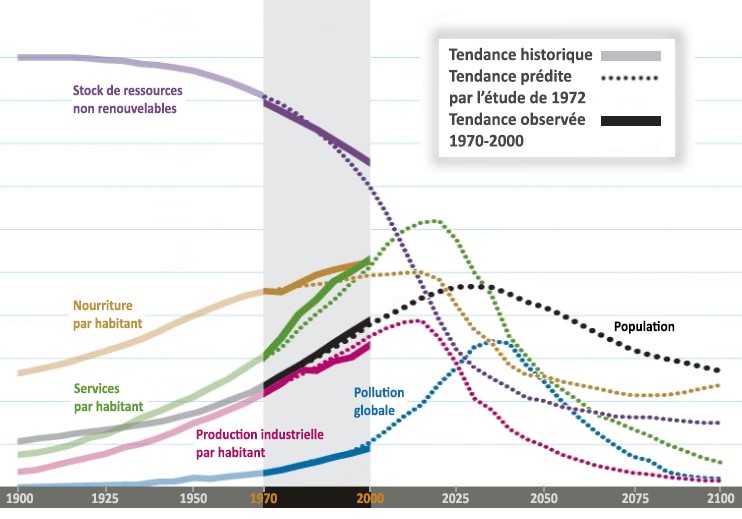 Tendance historique
Tendance prédite
par l'étude de 1972
Tendance observée
1970-2000
Stock de ressources
non renouvelables
Nourriture
par habitant
Services
par habitant
Production industrielle
par habitant
Pollution
globale
Population
1900 1925 1950 1970 2000 2025 2050 2075 2100